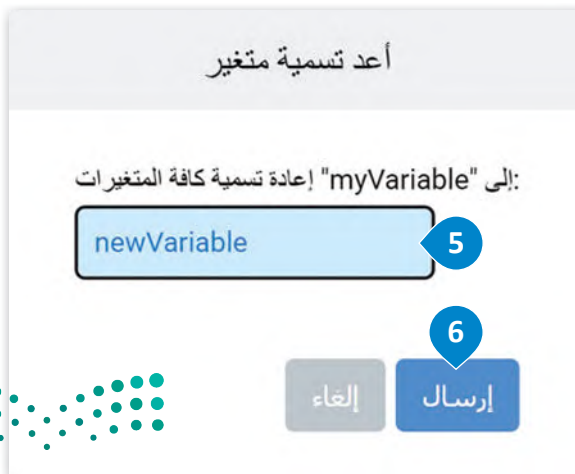 أعد تسمية متغير
إلى "myVariable" إعادة تسمية كافة المتغيرات:
newVariable
5
6
إرسال
إلغاء